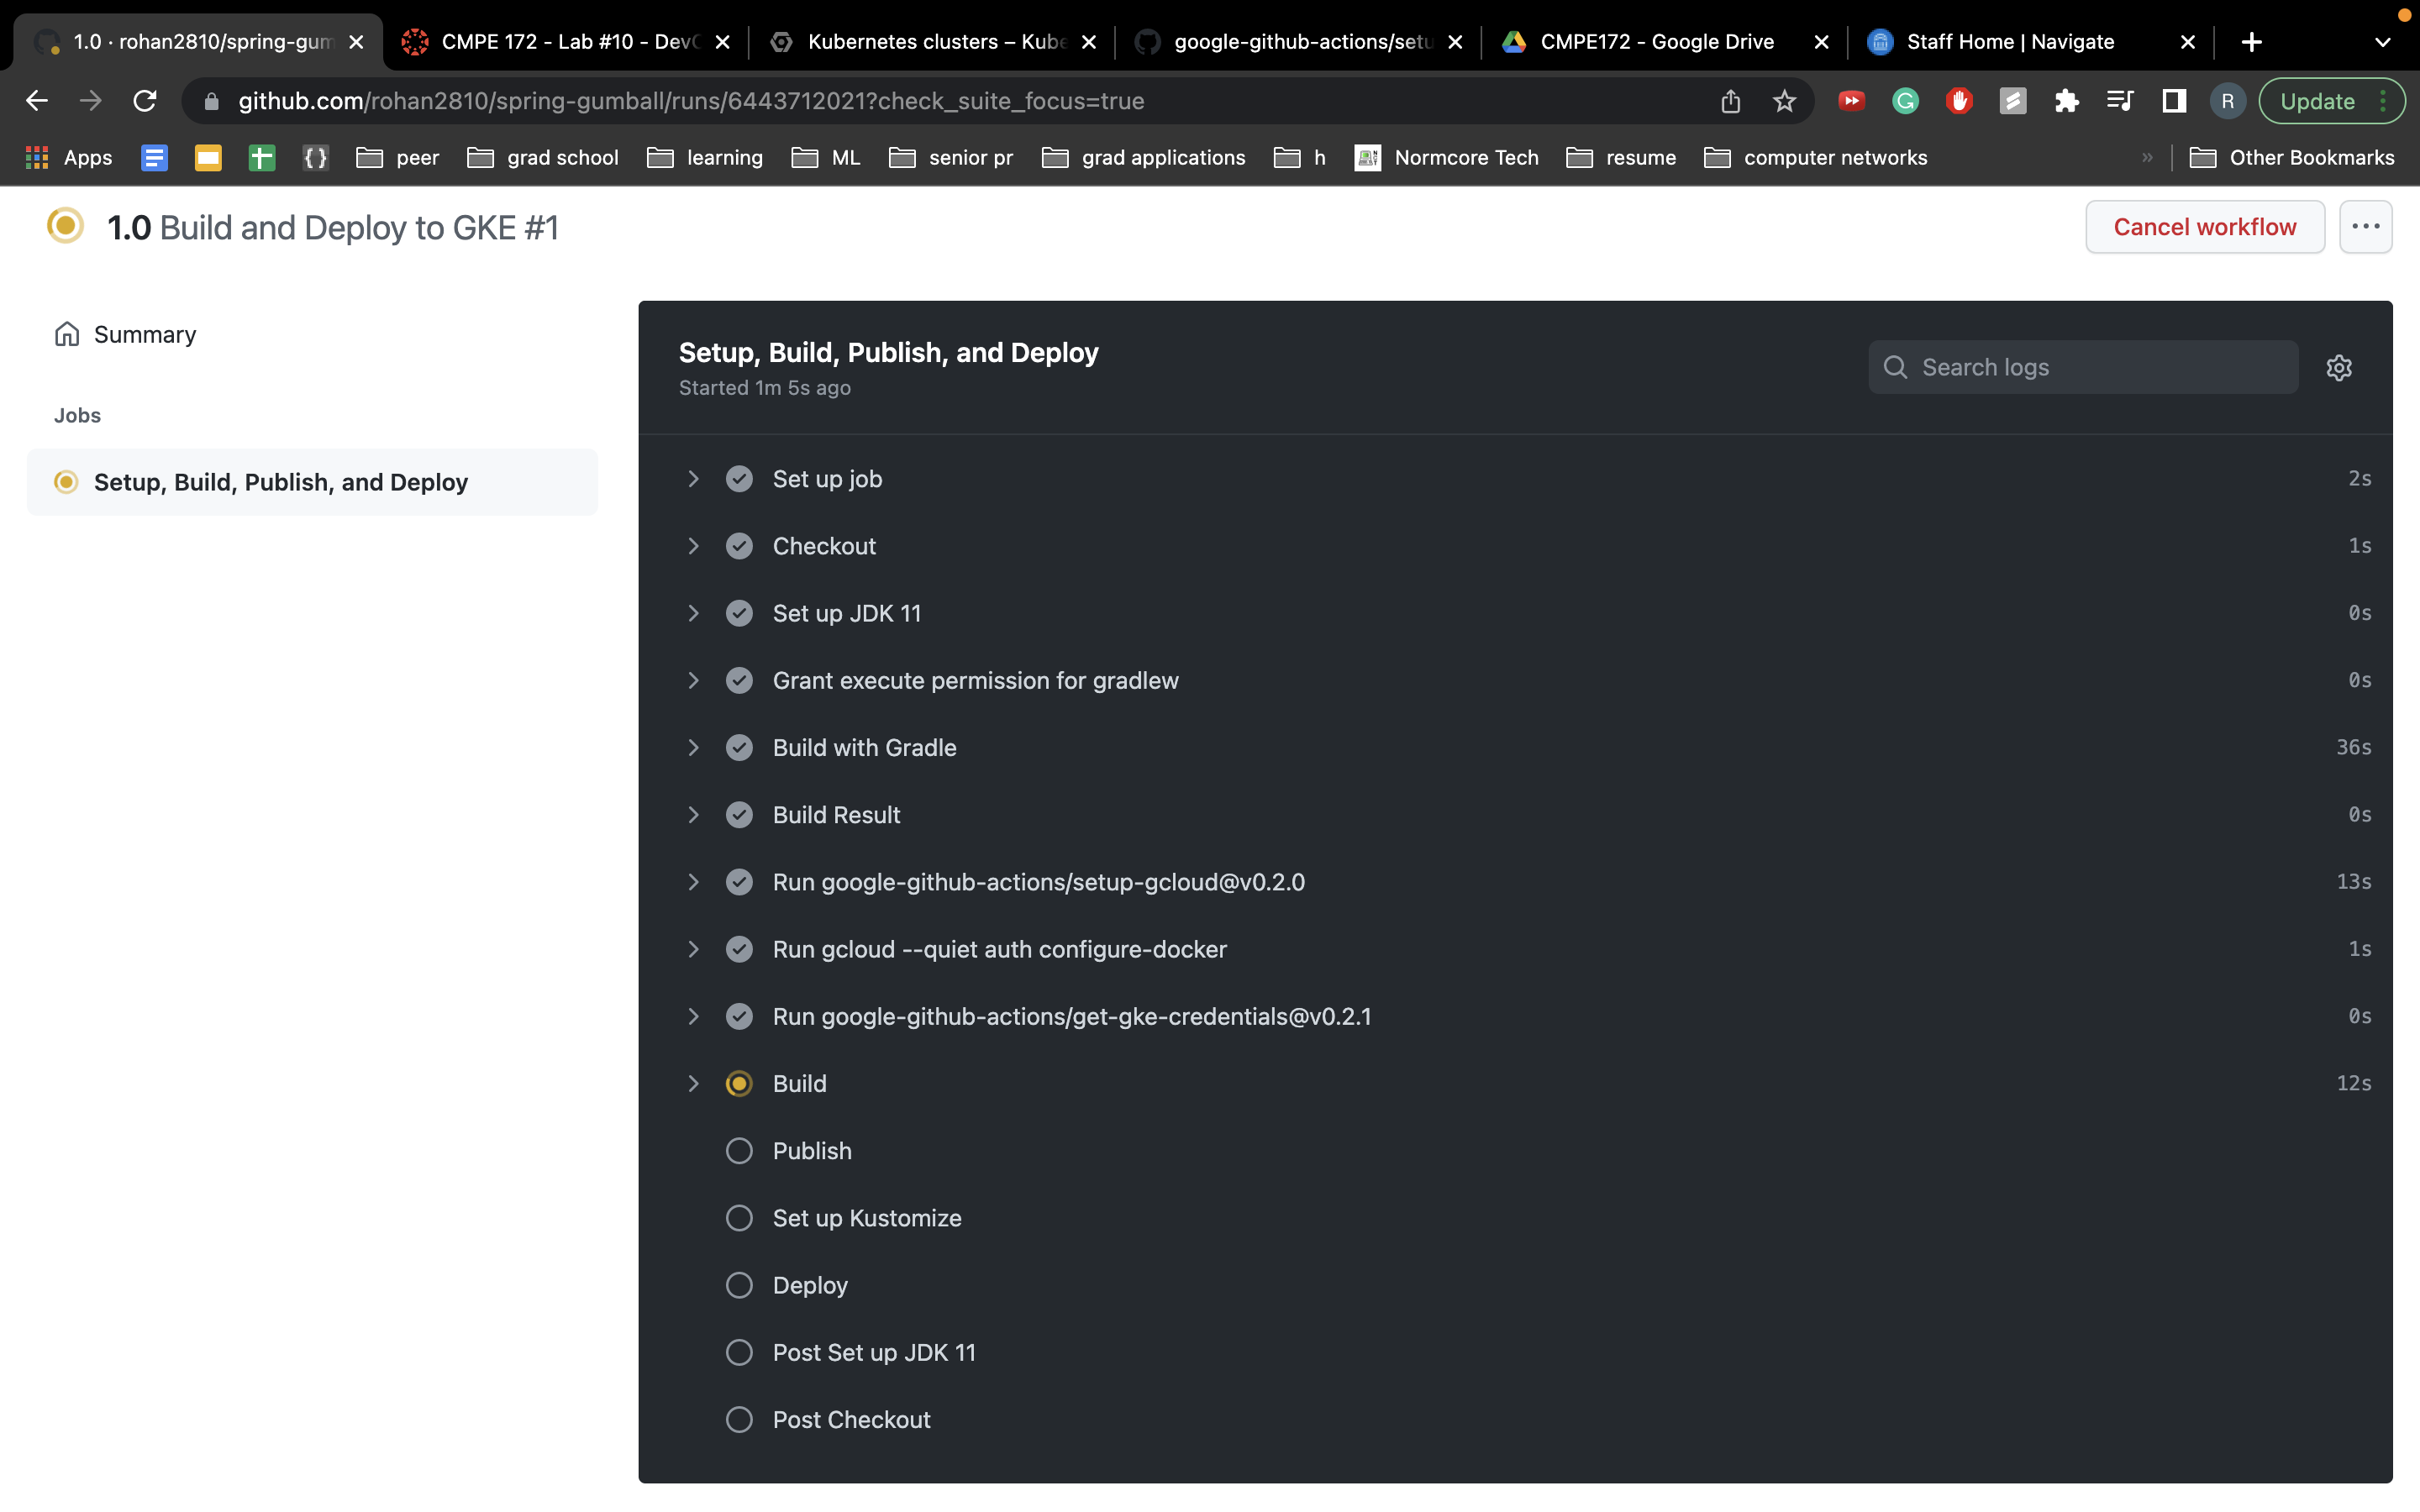 1.0 · rohan2810/spring-gum
CMPE 172 - Lab #10 - Dev
Kubernetes clusters – Kube
google-github-actions/setu
CMPE172 - Google Drive
Staff Home | Navigate
github.com/rohan2810/spring-gumball/runs/6443712021?check_suite_focus=true
R
Update
Apps
{}
peer
grad school
learning
ML
senior pr
grad applications
h
Normcore Tech
resume
computer networks
»
Other Bookmarks
1.0 Build and Deploy to GKE #1
Cancel workflow
Summary
Jobs
Setup, Build, Publish, and Deploy
Setup, Build, Publish, and Deploy
Started 1m 5s ago
Search logs
Set up job 2s
Checkout 1s
Set up JDK 11 0s
Grant execute permission for gradlew 0s
Build with Gradle 36s
Build Result 0s
Run google-github-actions/setup-gcloud@v0.2.0 13s
Run gcloud --quiet auth configure-docker 1s
Run google-github-actions/get-gke-credentials@v0.2.1 0s
Build 12s
Publish
Set up Kustomize
Deploy
Post Set up JDK 11
Post Checkout